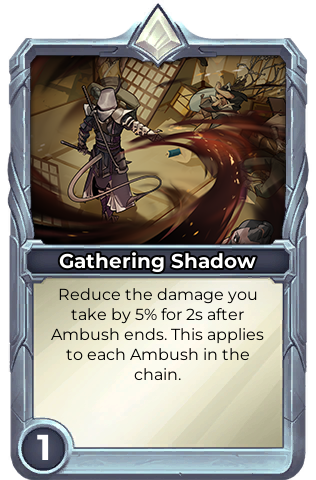 Gathering Shadow
Reduce the damage you
take by 5% for 2s after
Ambush ends. This applies
to each Ambush in the
chain.
1